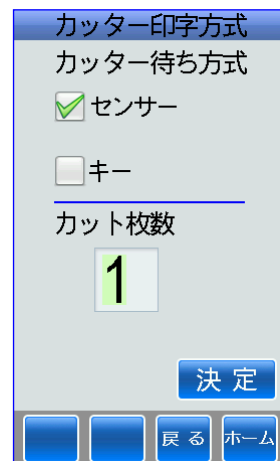 カッター印字方式
カッター待ち方式
センサー
キー
カット枚数
1
決定
戻る
ホーム